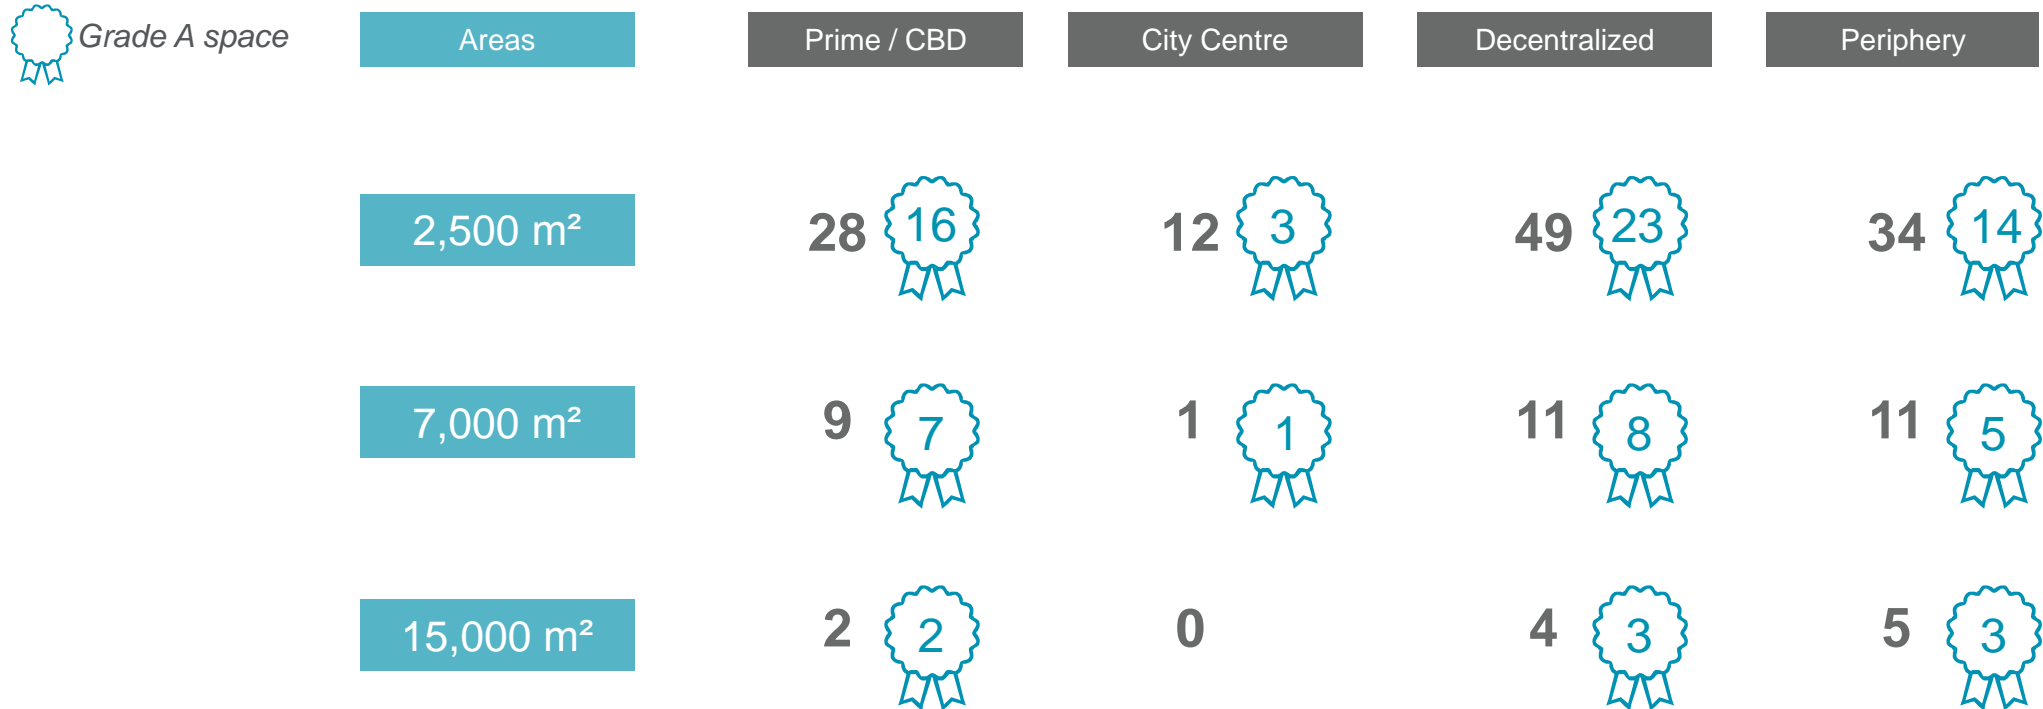 Grade A space
Areas
Prime / CBD
City Centre
Decentralized
Periphery
2,500 m²
28 16
12 3
49 23
34 14
7,000 m²
9 7
1 1
11 8
11 5
15,000 m²
2 2
0
4 3
5 3